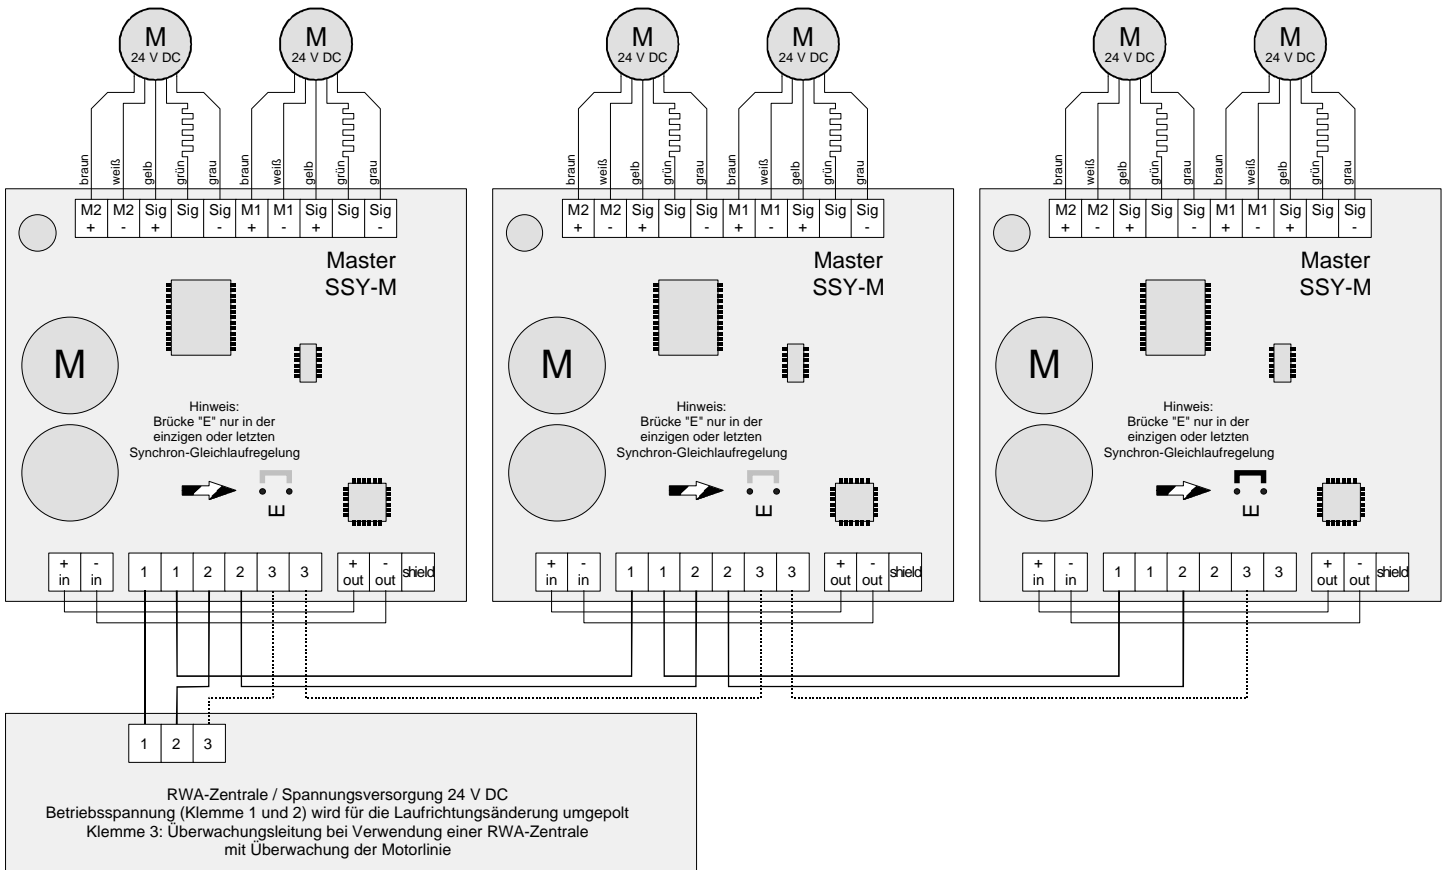 M M M M M M
24 V DC 24 V DC 24 V DC 24 V DC 24 V DC 24 V DC
braun weiß gelb grün grau braun weiß gelb grün grau
braun weiß gelb grün grau braun weiß gelb grün grau
braun weiß gelb grün grau braun weiß gelb grün grau
M2 M2 Sig Sig Sig M1 M1 Sig Sig Sig
+ - + - + - + -
Master
SSY-M
M
Hinweis:
Brücke "E" nur in der
einzigen oder letzten
Synchron-Gleichlaufregelung
E
+ - + -
in in 1 1 2 2 3 3 out out shield
M2 M2 Sig Sig Sig M1 M1 Sig Sig Sig
+ - + - + - + -
Master
SSY-M
M
Hinweis:
Brücke "E" nur in der
einzigen oder letzten
Synchron-Gleichlaufregelung
E
+ - + -
in in 1 1 2 2 3 3 out out shield
M2 M2 Sig Sig Sig M1 M1 Sig Sig Sig
+ - + - + - + -
Master
SSY-M
M
Hinweis:
Brücke "E" nur in der
einzigen oder letzten
Synchron-Gleichlaufregelung
E
+ - + -
in in 1 1 2 2 3 3 out out shield
1 2 3
RWA-Zentrale / Spannungsversorgung 24 V DC
Betriebsspannung (Klemme 1 und 2) wird für die Laufrichtungsänderung umgepolt
Klemme 3: Überwachungsleitung bei Verwendung einer RWA-Zentrale
mit Überwachung der Motorlinie